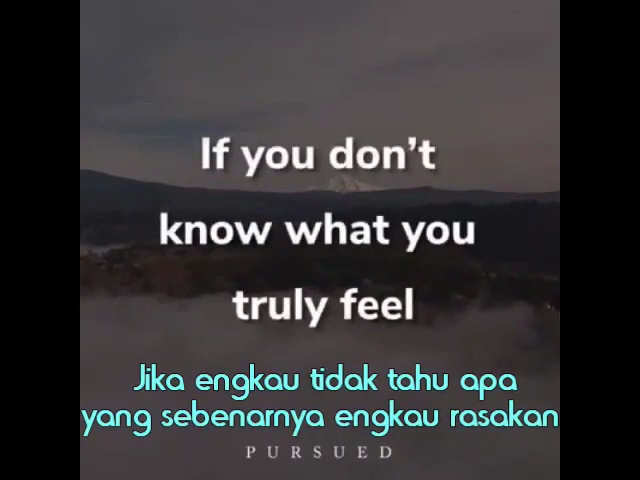 If you don't
know what you
truly feel
Jika engkau tidak tahu apa
yang sebenarnya engkau rasakan
PURSUED